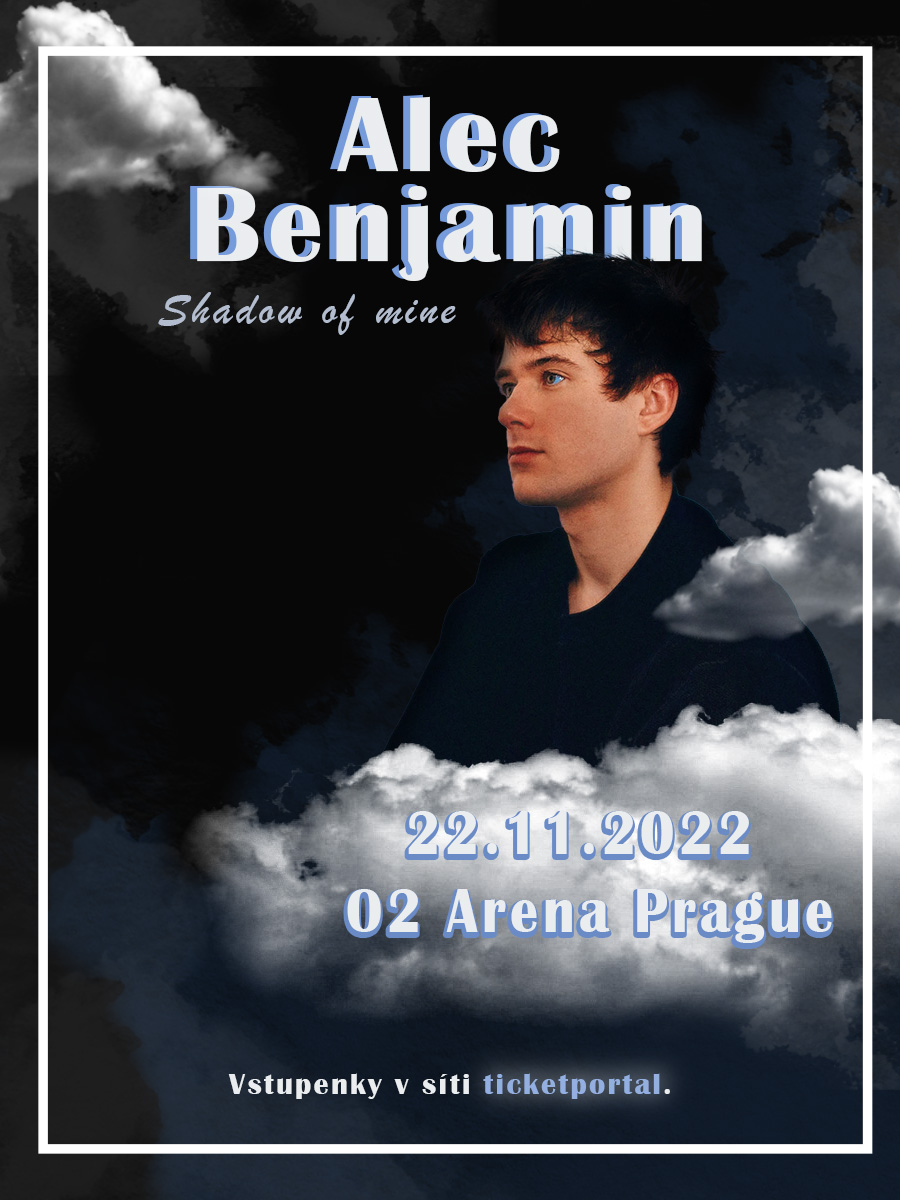 Alec
Benjamin
Shadow of mine
22.11.2022
O2 Arena Prague
Vstupenky v síti ticketportal.